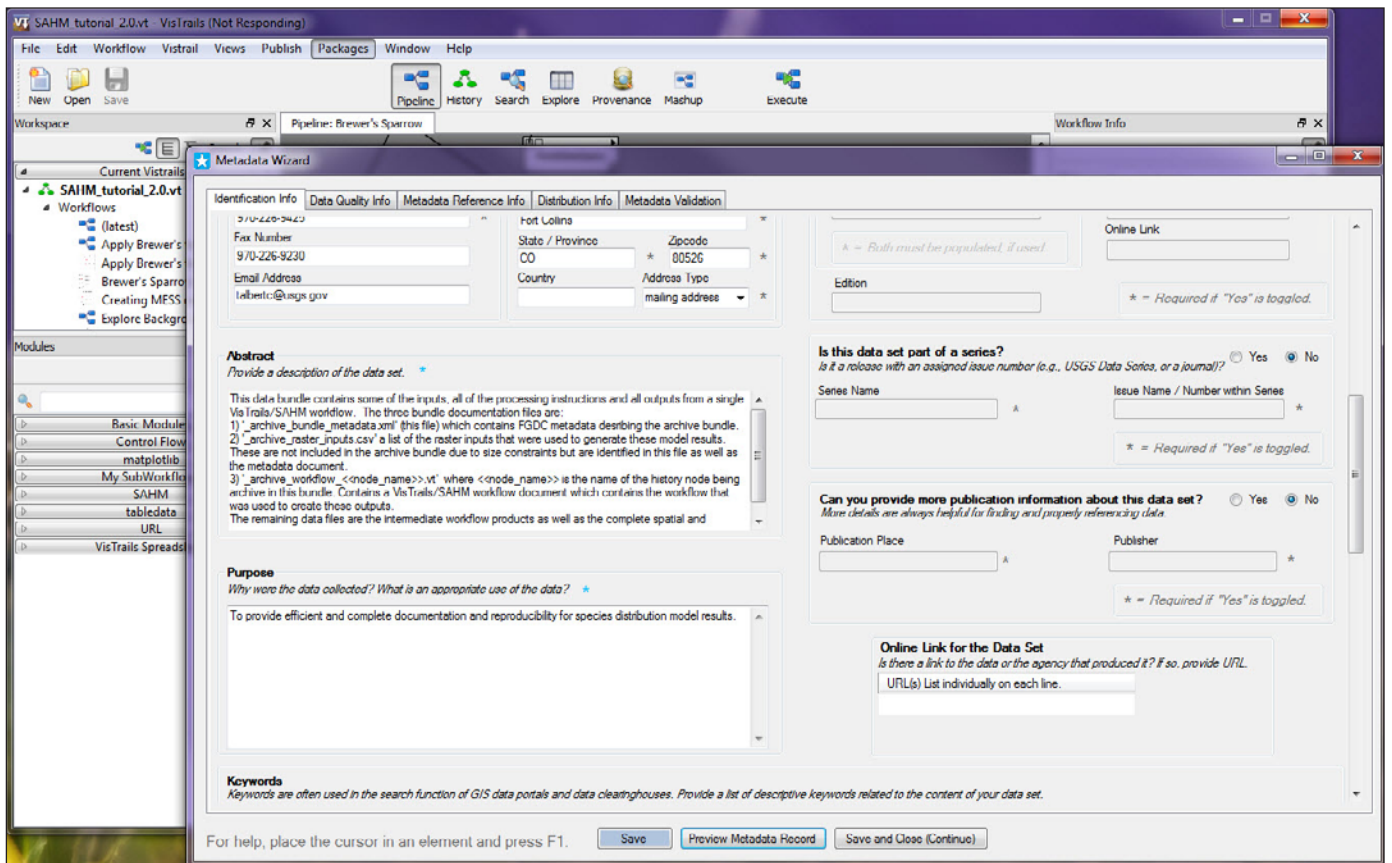 SAHM_tutorial_2.0.vt - VisTrails (Not Responding)
File Edit Workflow Vistrail Views Publish Packages Window Help
New Open Save Pipeline History Search Explore Provenance Mashup Execute
Workspace
Pipeline: Brewer's Sparrow
Workflow Info
Current Vistrails
SAHM_tutorial_2.0.vt
Workflows
(latest)
Apply Brewer's
Apply Brewer's
Brewer's Sparro
Creating MESS
Explore Backgro
Modules
Basic Module
Control Flow
matplotlib
My SubWorkflo
SAHM
tabledata
URL
VisTrails Spreads
Metadata Wizard
Identification Info Data Quality Info Metadata Reference Info Distribution Info Metadata Validation
970-226-9425 *
Fax Number
970-226-9230
Email Address
talbertc@usgs.gov
Fort Collins *
State / Province Zipcode
CO * 80526 *
Country Address Type
mailing address *
* = Both must be populated, if used.
Edition
Online Link
* = Required if "Yes" is toggled.
Abstract
Provide a description of the data set. *
This data bundle contains some of the inputs, all of the processing instructions and all outputs from a single
VisTrails/SAHM workflow. The three bundle documentation files are:
1) '_archive_bundle_metadata.xml' (this file) which contains FGDC metadata desribing the archive bundle.
2) '_archive_raster_inputs.csv' a list of the raster inputs that were used to generate these model results.
These are not included in the archive bundle due to size constraints but are identified in this file as well as
the metadata document.
3) '_archive_workflow_<<node_name>>.vt' where <<node_name>> is the name of the history node being
archive in this bundle. Contains a VisTrails/SAHM workflow document which contains the workflow that
was used to create these outputs.
The remaining data files are the intermediate workflow products as well as the complete spatial and
Purpose
Why were the data collected? What is an appropriate use of the data? *
To provide efficient and complete documentation and reproducibility for species distribution model results.
Is this data set part of a series? Yes No
Is it a release with an assigned issue number (e.g., USGS Data Series, or a journal)?
Series Name Issue Name / Number within Series
* *
* = Required if "Yes" is toggled.
Can you provide more publication information about this data set? Yes No
More details are always helpful for finding and properly referencing data.
Publication Place Publisher
* *
* = Required if "Yes" is toggled.
Online Link for the Data Set
Is there a link to the data or the agency that produced it? If so, provide URL.
URL(s) List individually on each line.
Keywords
Keywords are often used in the search function of GIS data portals and data clearinghouses. Provide a list of descriptive keywords related to the content of your data set.
For help, place the cursor in an element and press F1. Save Preview Metadata Record Save and Close (Continue)